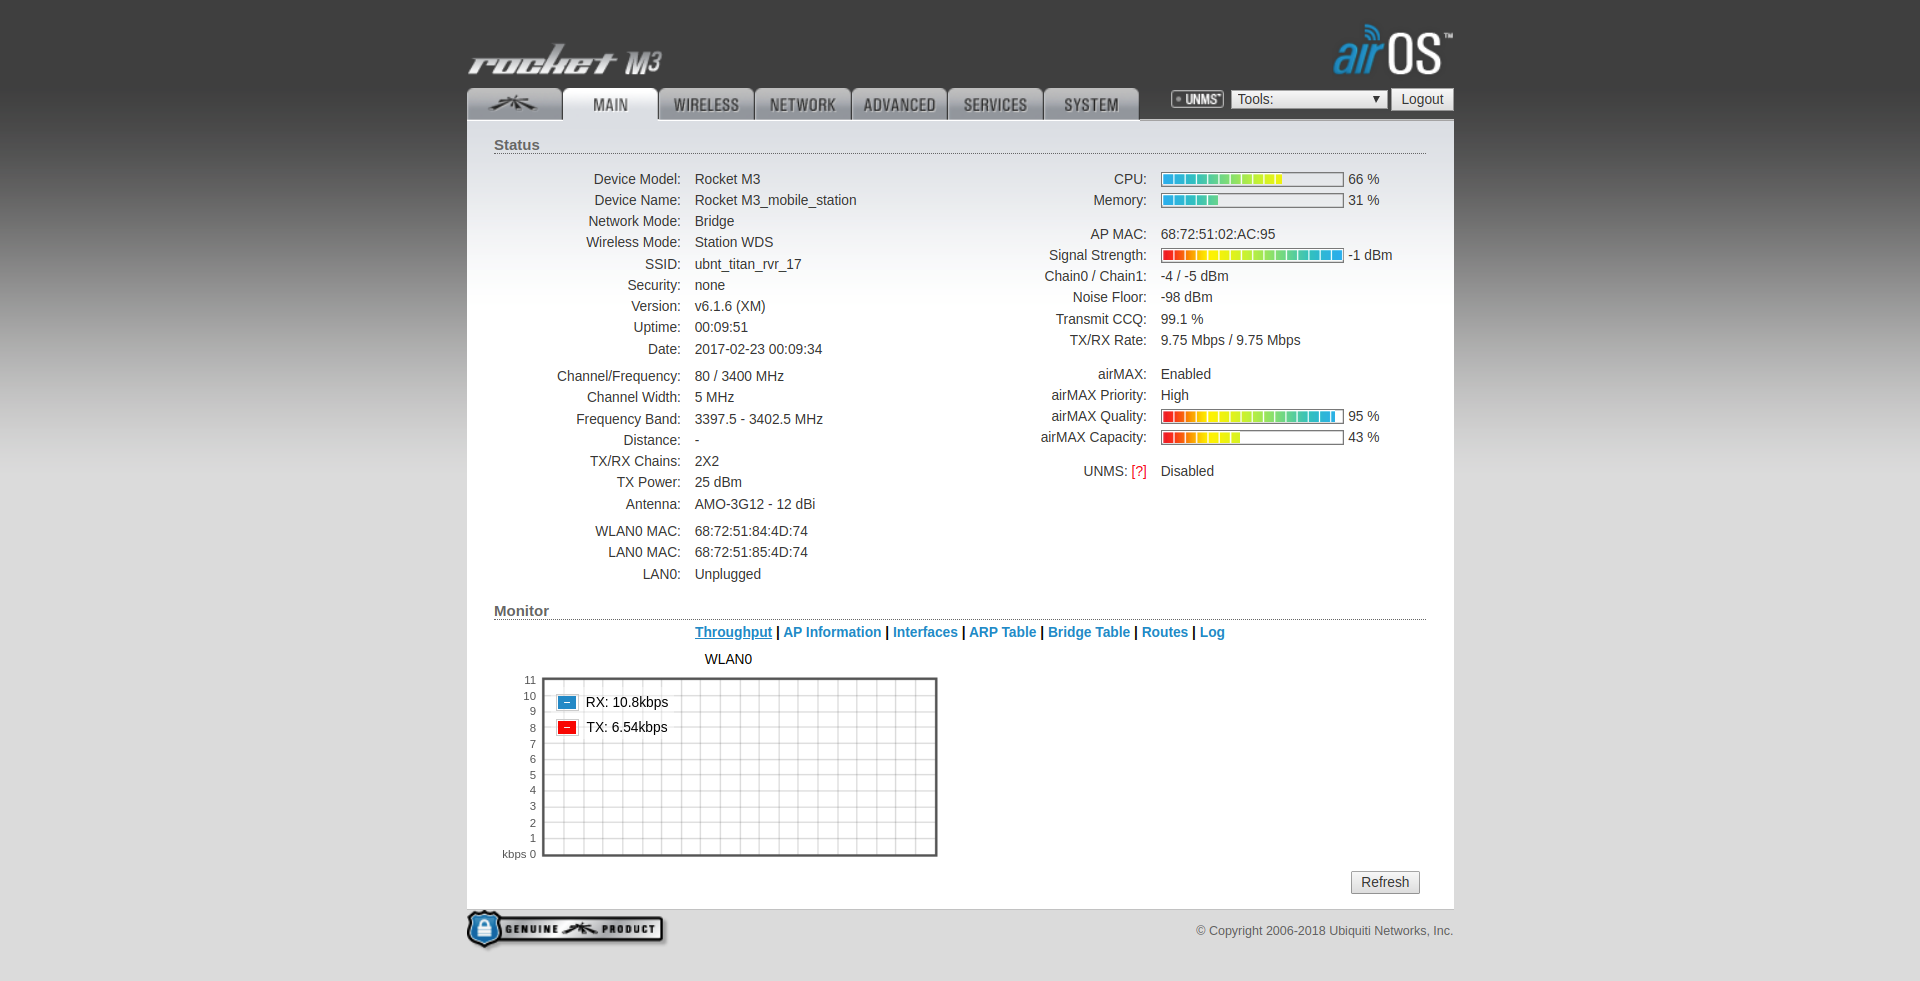 rocket M3
airOS™
MAIN WIRELESS NETWORK ADVANCED SERVICES SYSTEM UNMS™ Tools: Logout
Status
Device Model: Rocket M3
Device Name: Rocket M3_mobile_station
Network Mode: Bridge
Wireless Mode: Station WDS
SSID: ubnt_titan_rvr_17
Security: none
Version: v6.1.6 (XM)
Uptime: 00:09:51
Date: 2017-02-23 00:09:34
Channel/Frequency: 80 / 3400 MHz
Channel Width: 5 MHz
Frequency Band: 3397.5 - 3402.5 MHz
Distance: -
TX/RX Chains: 2X2
TX Power: 25 dBm
Antenna: AMO-3G12 - 12 dBi
WLAN0 MAC: 68:72:51:84:4D:74
LAN0 MAC: 68:72:51:85:4D:74
LAN0: Unplugged
CPU: 66 %
Memory: 31 %
AP MAC: 68:72:51:02:AC:95
Signal Strength: -1 dBm
Chain0 / Chain1: -4 / -5 dBm
Noise Floor: -98 dBm
Transmit CCQ: 99.1 %
TX/RX Rate: 9.75 Mbps / 9.75 Mbps
airMAX: Enabled
airMAX Priority: High
airMAX Quality: 95 %
airMAX Capacity: 43 %
UNMS: [?] Disabled
Monitor
Throughput | AP Information | Interfaces | ARP Table | Bridge Table | Routes | Log
WLAN0
11
10
9
8
7
6
5
4
3
2
1
kbps 0
RX: 10.8kbps
TX: 6.54kbps
Refresh
GENUINE PRODUCT
© Copyright 2006-2018 Ubiquiti Networks, Inc.